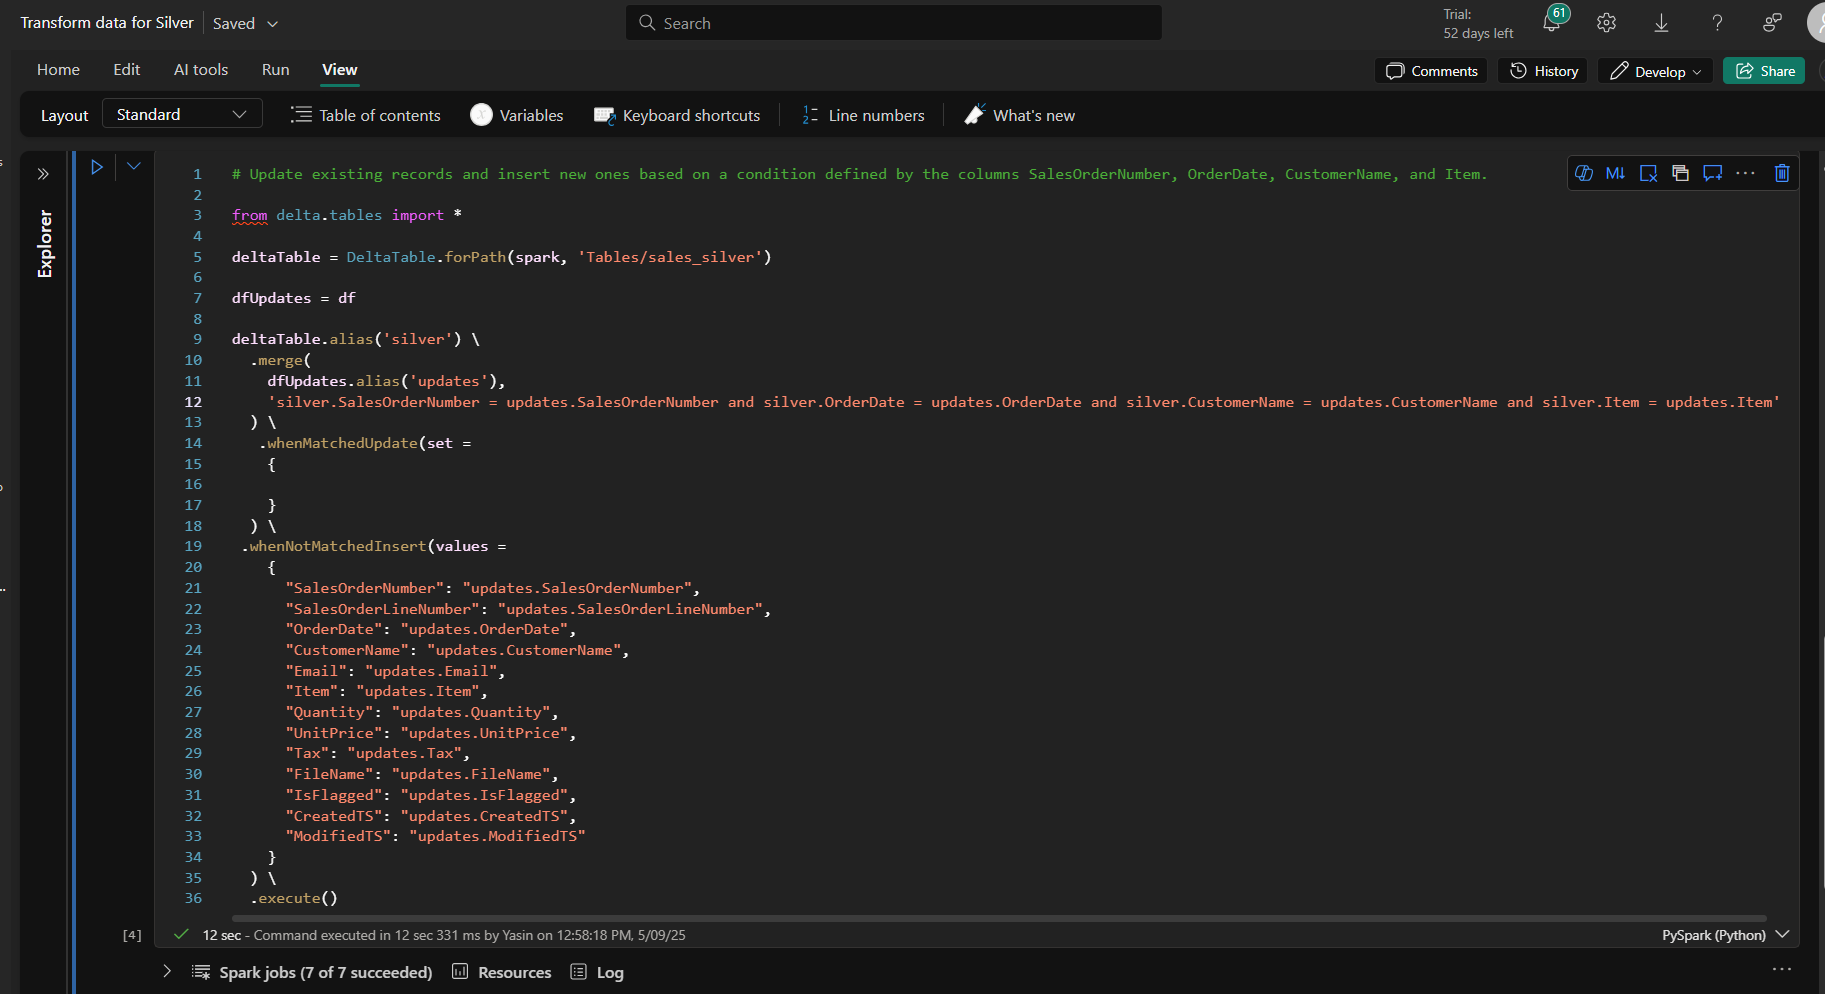 Transform data for Silver Saved
Search
Trial:
52 days left
61
Home Edit AI tools Run View
Comments History Develop Share
Layout Standard Table of contents Variables Keyboard shortcuts Line numbers What's new
Explorer
1 # Update existing records and insert new ones based on a condition defined by the columns SalesOrderNumber, OrderDate, CustomerName, and Item.
2
3 from delta.tables import *
4
5 deltaTable = DeltaTable.forPath(spark, 'Tables/sales_silver')
6
7 dfUpdates = df
8
9 deltaTable.alias('silver') \
10 .merge(
11 dfUpdates.alias('updates'),
12 'silver.SalesOrderNumber = updates.SalesOrderNumber and silver.OrderDate = updates.OrderDate and silver.CustomerName = updates.CustomerName and silver.Item = updates.Item'
13 ) \
14 .whenMatchedUpdate(set =
15 {
16
17 }
18 ) \
19 .whenNotMatchedInsert(values =
20 {
21 "SalesOrderNumber": "updates.SalesOrderNumber",
22 "SalesOrderLineNumber": "updates.SalesOrderLineNumber",
23 "OrderDate": "updates.OrderDate",
24 "CustomerName": "updates.CustomerName",
25 "Email": "updates.Email",
26 "Item": "updates.Item",
27 "Quantity": "updates.Quantity",
28 "UnitPrice": "updates.UnitPrice",
29 "Tax": "updates.Tax",
30 "FileName": "updates.FileName",
31 "IsFlagged": "updates.IsFlagged",
32 "CreatedTS": "updates.CreatedTS",
33 "ModifiedTS": "updates.ModifiedTS"
34 }
35 ) \
36 .execute()
[4] 12 sec - Command executed in 12 sec 331 ms by Yasin on 12:58:18 PM, 5/09/25 PySpark (Python)
Spark jobs (7 of 7 succeeded) Resources Log